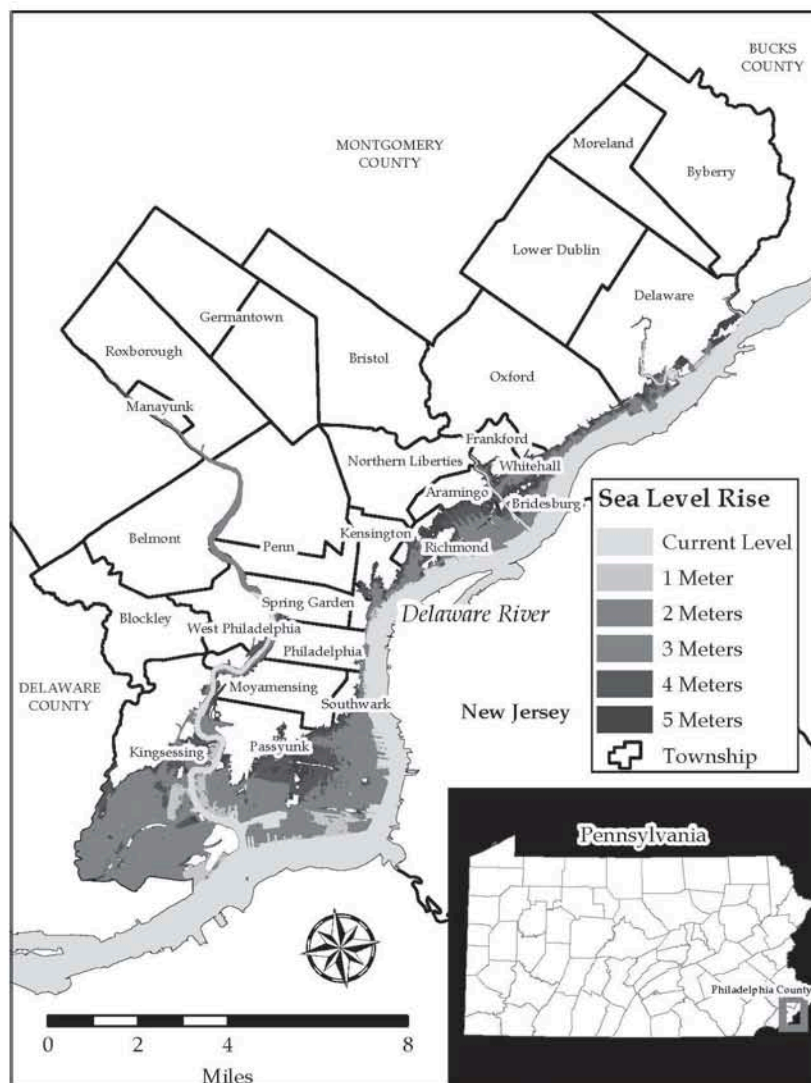 BUCKS
COUNTY
MONTGOMERY
COUNTY
Moreland
Byberry
Lower Dublin
Delaware
Germantown
Roxborough
Bristol
Oxford
Manayunk
Frankford
Northern Liberties
Whitehall
Aramingo
Bridesburg
Kensington
Belmont
Penn
Richmond
Spring Garden
Blockley
West Philadelphia
Delaware River
Philadelphia
DELAWARE
COUNTY
Moyamensing
Southwark
New Jersey
Kingsessing
Passyunk
Sea Level Rise
Current Level
1 Meter
2 Meters
3 Meters
4 Meters
5 Meters
Township
Pennsylvania
Philadelphia County
0 2 4 8
Miles